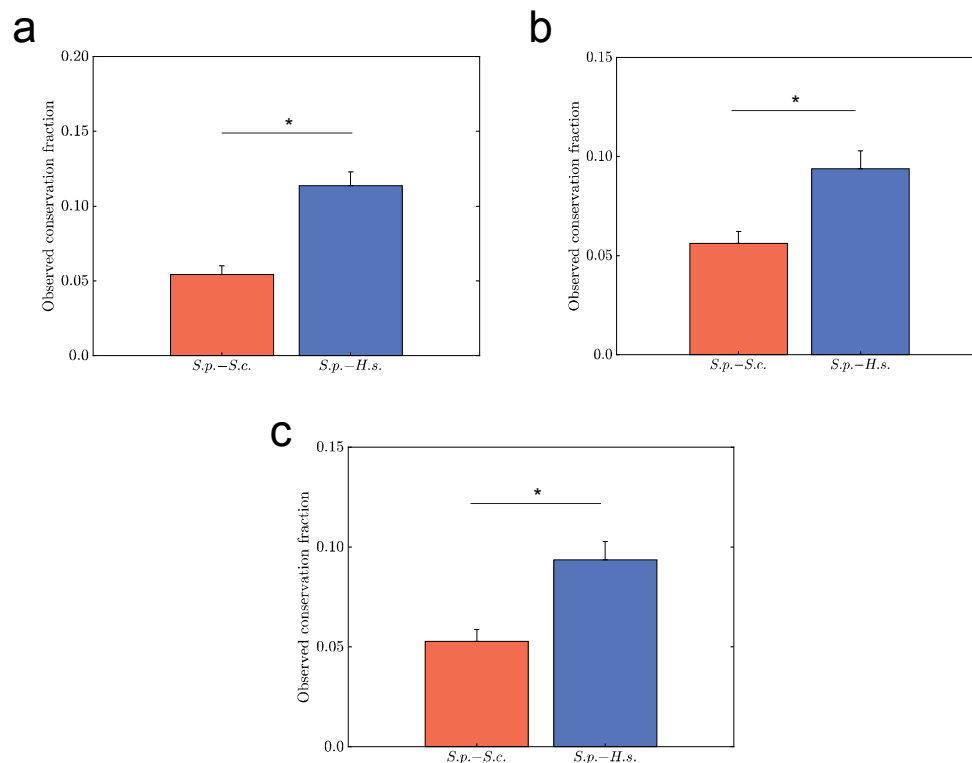 a
Observed conservation fraction
0.20
0.15
0.10
0.05
0.0
*
S.p.–S.c.
S.p.–H.s.
b
Observed conservation fraction
0.15
0.10
0.05
0.0
*
S.p.–S.c.
S.p.–H.s.
c
Observed conservation fraction
0.15
0.10
0.05
0.0
*
S.p.–S.c.
S.p.–H.s.